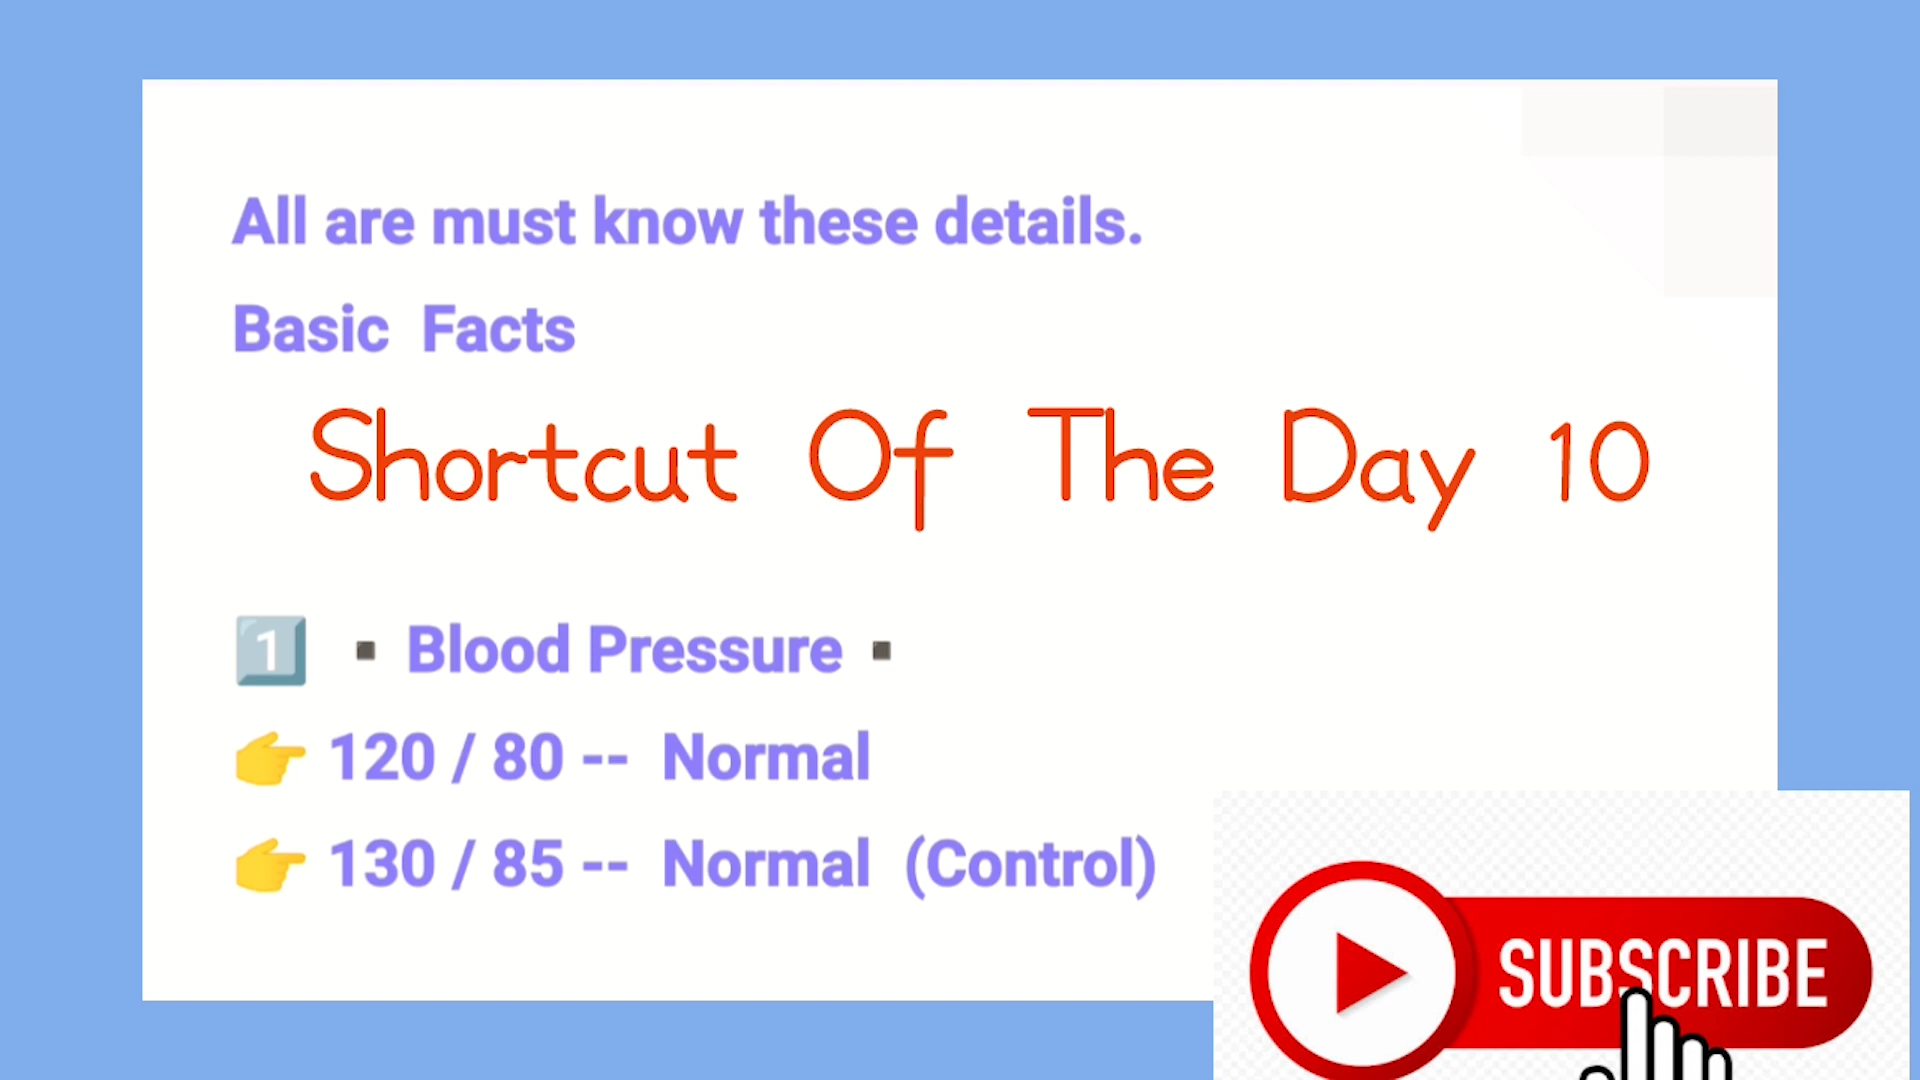 All are must know these details.
Basic Facts
Shortcut Of The Day 10
1️⃣ ▪ Blood Pressure ▪
👉 120 / 80 -- Normal
👉 130 / 85 -- Normal (Control)
SUBSCRIBE